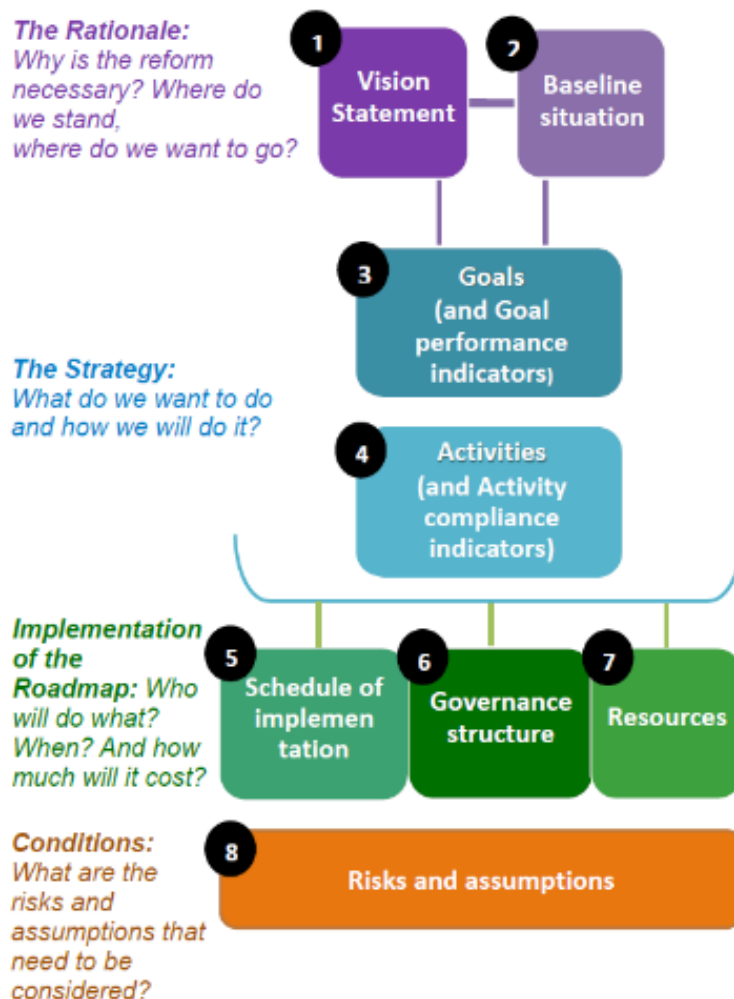 The Rationale:
Why is the reform
necessary? Where do
we stand,
where do we want to go?
1
Vision
Statement
2
Baseline
situation
3
Goals
(and Goal
performance
indicators)
The Strategy:
What do we want to do
and how we will do it?
4
Activities
(and Activity
compliance
indicators)
Implementation
of the
Roadmap: Who
will do what?
When? And how
much will it cost?
5
Schedule of
implemen
tation
6
Governance
structure
7
Resources
Conditions:
What are the
risks and
assumptions that
need to be
considered?
8
Risks and assumptions